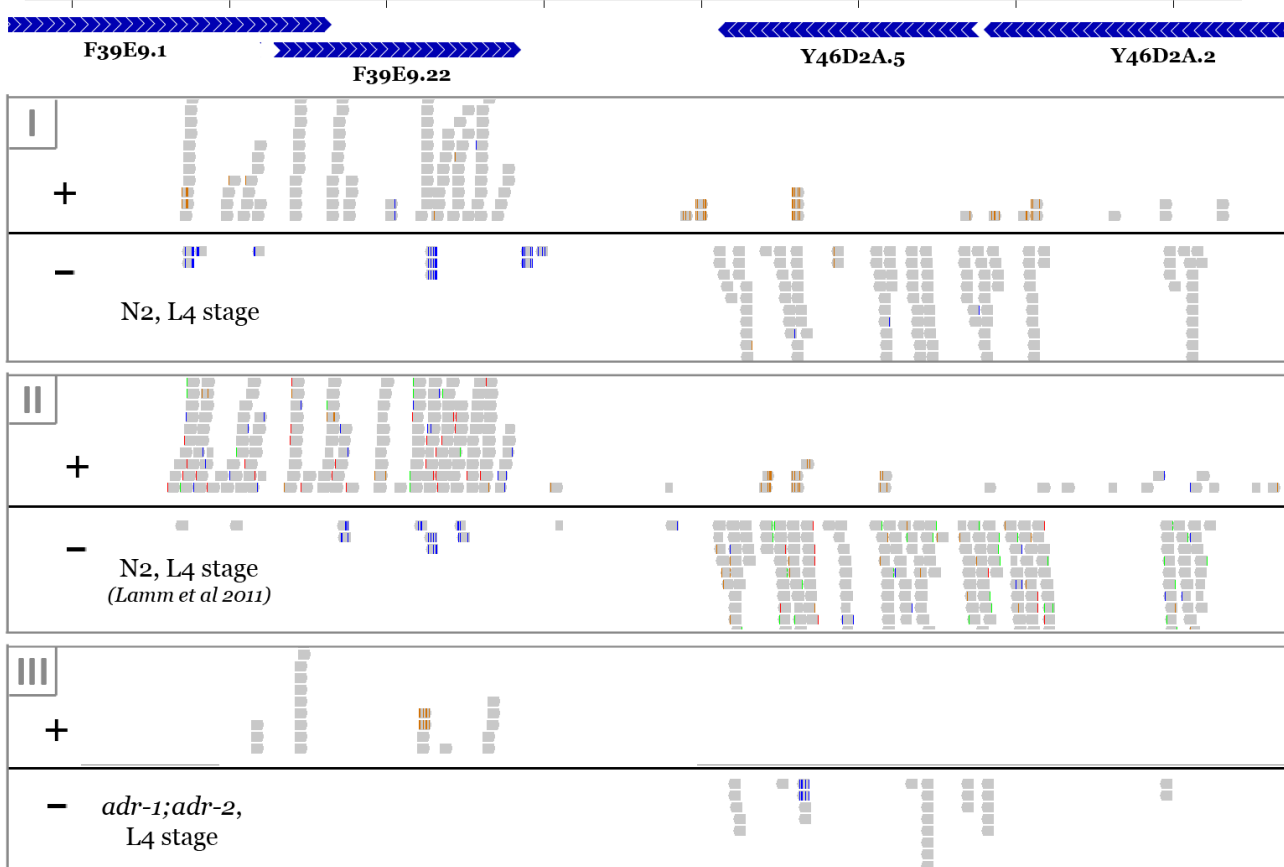 F39E9.1
F39E9.22
Y46D2A.5
Y46D2A.2
I
+
−
N2, L4 stage
II
+
−
N2, L4 stage
(Lamm et al 2011)
III
+
−
adr-1;adr-2,
L4 stage